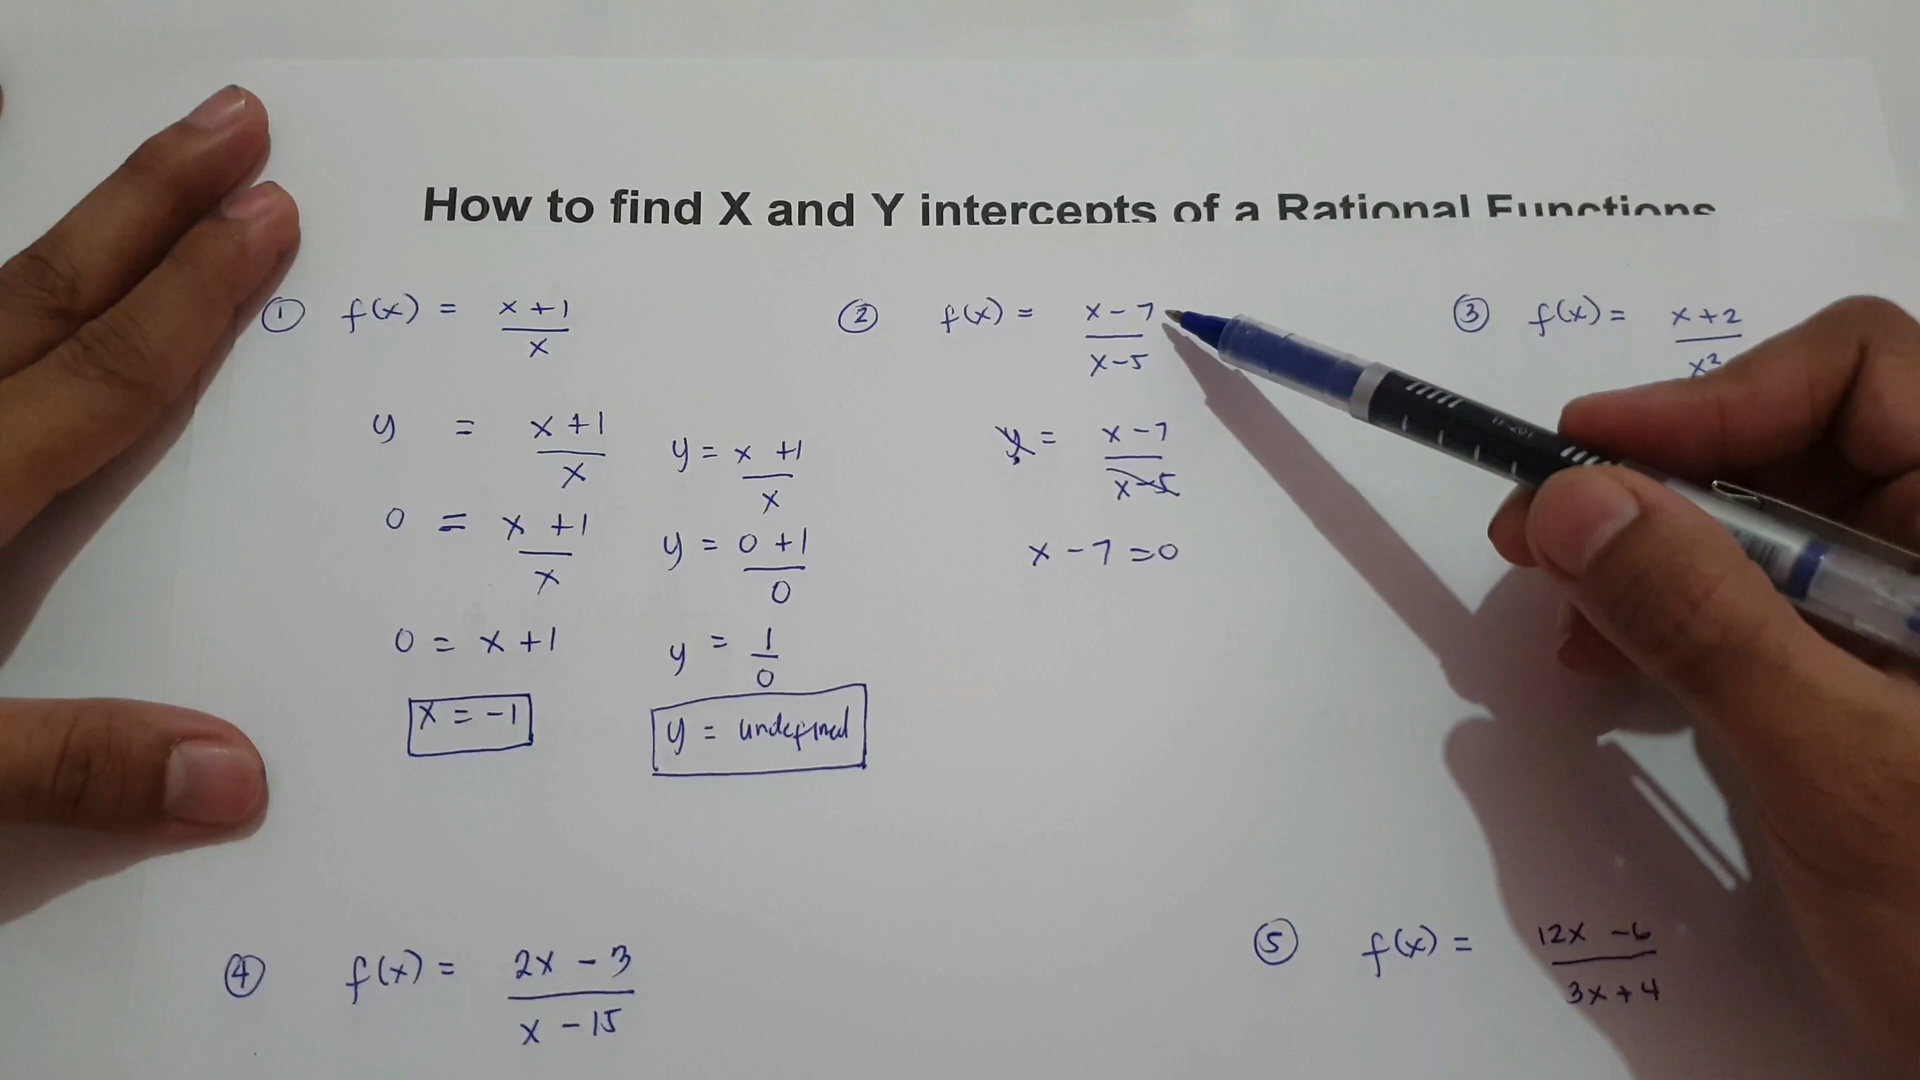 How to find X and Y intercepts of a Rational Functions
① f(x) = x+1 / x
y = x+1 / x
0 = x+1 / x
0 = x+1
x = -1
y = x+1 / x
y = 0+1 / 0
y = 1 / 0
y = undefined
② f(x) = x-7 / x-5
y = x-7 / x-5
x-7=0
③ f(x) = x+2 / x²
④ f(x) = 2x-3 / x-15
⑤ f(x) = 12x-6 / 3x+4